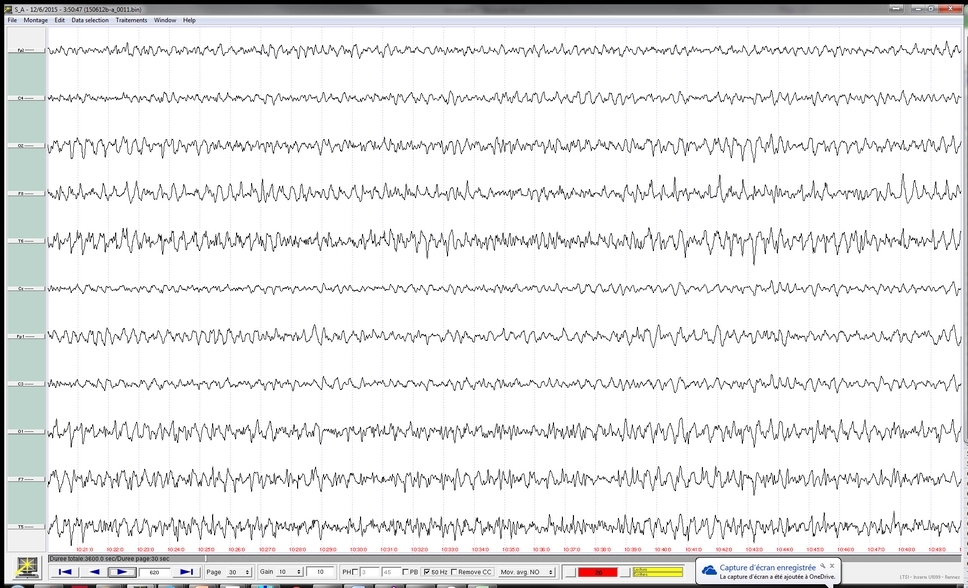 S_A - 12/6/2015 - 3:50:47 (150612b-a_0011.bin)
File Montage Edit Data selection Traitements Window Help
Fp2
C4
O2
F8
T6
Cz
Fp1
C3
O1
F7
T5
10:21:0 10:22:0 10:23:0 10:24:0 10:25:0 10:26:0 10:27:0 10:28:0 10:29:0 10:30:0 10:31:0 10:32:0 10:33:0 10:34:0 10:35:0 10:36:0 10:37:0 10:38:0 10:39:0 10:40:0 10:41:0 10:42:0 10:43:0 10:44:0 10:45:0 10:46:0 10:47:0 10:48:0 10:49:0
Duree totale:3600.0 sec/Duree page:30 sec
620 Page 30 Gain 10 10 PH 3 45 PB 50 Hz Remove CC Mov. avg. NO
Capture d'écran enregistrée
La capture d'écran a été ajoutée à OneDrive.